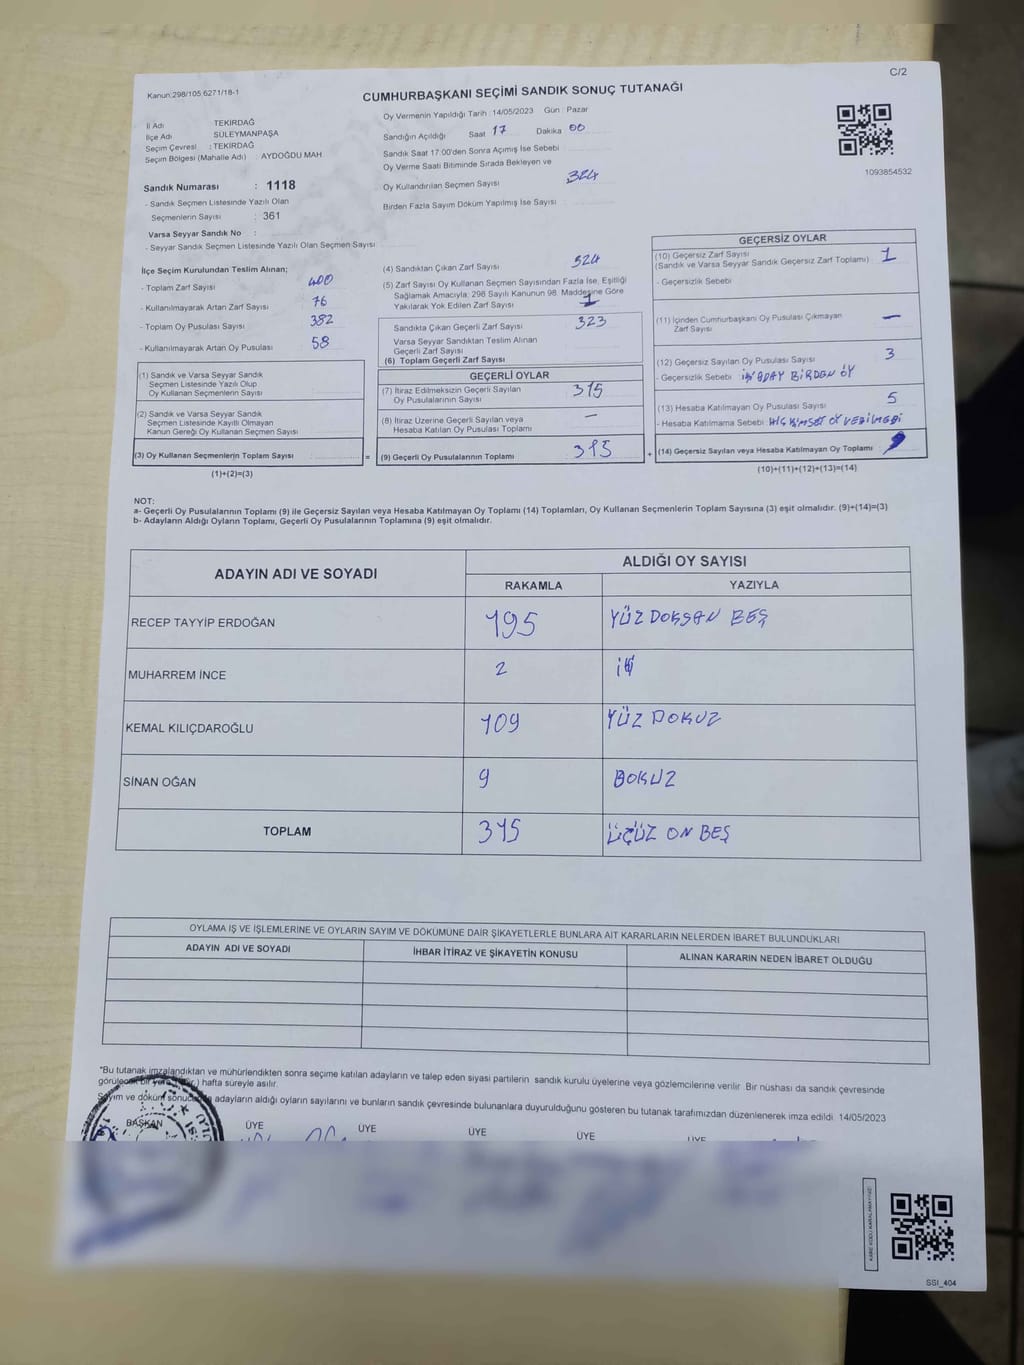 C/2
Kanun:298/105,6271/18-1
CUMHURBAŞKANI SEÇİMİ SANDIK SONUÇ TUTANAĞI
İl Adı TEKİRDAĞ
İlçe Adı SÜLEYMANPAŞA
Seçim Çevresi : TEKİRDAĞ
Seçim Bölgesi (Mahalle Adı) : AYDOĞDU MAH.
Oy Vermenin Yapıldığı Tarih : 14/05/2023 Gün : Pazar
Sandığın Açıldığı Saat 17 Dakika 00
Sandık Saat 17.00'den Sonra Açılmış İse Sebebi
Oy Verme Saati Bitiminde Sırada Bekleyen ve
Oy Kullandırılan Seçmen Sayısı 324
Birden Fazla Sayım Döküm Yapılmış İse Sayısı
1093854532
Sandık Numarası : 1118
- Sandık Seçmen Listesinde Yazılı Olan
Seçmenlerin Sayısı : 361
Varsa Seyyar Sandık No :
- Seyyar Sandık Seçmen Listesinde Yazılı Olan Seçmen Sayısı
İlçe Seçim Kurulundan Teslim Alınan;
- Toplam Zarf Sayısı 400
- Kullanılmayarak Artan Zarf Sayısı 76
- Toplam Oy Pusulası Sayısı 382
- Kullanılmayarak Artan Oy Pusulası 58
(1) Sandık ve Varsa Seyyar Sandık
Seçmen Listesinde Yazılı Olup
Oy Kullanan Seçmenlerin Sayısı
(2) Sandık ve Varsa Seyyar Sandık
Seçmen Listesinde Kayıtlı Olmayan
Kanun Gereği Oy Kullanan Seçmen Sayısı
(3) Oy Kullanan Seçmenlerin Toplam Sayısı
(1)+(2)=(3)
(4) Sandıktan Çıkan Zarf Sayısı 324
(5) Zarf Sayısı Oy Kullanan Seçmen Sayısından Fazla İse, Eşitliği
Sağlamak Amacıyla; 298 Sayılı Kanunun 98. Maddesine Göre
Yakılarak Yok Edilen Zarf Sayısı 1
Sandıkta Çıkan Geçerli Zarf Sayısı 323
Varsa Seyyar Sandıktan Teslim Alınan
Geçerli Zarf Sayısı
(6) Toplam Geçerli Zarf Sayısı
GEÇERLİ OYLAR
(7) İtiraz Edilmeksizin Geçerli Sayılan
Oy Pusulalarının Sayısı 315
(8) İtiraz Üzerine Geçerli Sayılan veya
Hesaba Katılan Oy Pusulası Toplamı —
= (9) Geçerli Oy Pusulalarının Toplamı 315
GEÇERSİZ OYLAR
(10) Geçersiz Zarf Sayısı
(Sandık ve Varsa Seyyar Sandık Geçersiz Zarf Toplamı) 1
- Geçersizlik Sebebi
(11) İçinden Cumhurbaşkanı Oy Pusulası Çıkmayan
Zarf Sayısı —
(12) Geçersiz Sayılan Oy Pusulası Sayısı 3
- Geçersizlik Sebebi : ADAY BİRDEN OY
(13) Hesaba Katılmayan Oy Pusulası Sayısı 5
- Hesaba Katılmama Sebebi :
+ (14) Geçersiz Sayılan veya Hesaba Katılmayan Oy Toplamı 9
(10)+(11)+(12)+(13)=(14)
NOT:
a- Geçerli Oy Pusulalarının Toplamı (9) ile Geçersiz Sayılan veya Hesaba Katılmayan Oy Toplamı (14) Toplamları, Oy Kullanan Seçmenlerin Toplam Sayısına (3) eşit olmalıdır. (9)+(14)=(3)
b- Adayların Aldığı Oyların Toplamı, Geçerli Oy Pusulalarının Toplamına (9) eşit olmalıdır.
ADAYIN ADI VE SOYADI ALDIĞI OY SAYISI
RAKAMLA YAZIYLA
RECEP TAYYİP ERDOĞAN 195 YÜZ DOKSAN BEŞ
MUHARREM İNCE 2 İKİ
KEMAL KILIÇDAROĞLU 109 YÜZ DOKUZ
SİNAN OĞAN 9 DOKUZ
TOPLAM 315 ÜÇÜZ ON BEŞ
OYLAMA İŞ VE İŞLEMLERİNE VE OYLARIN SAYIM VE DÖKÜMÜNE DAİR ŞİKAYETLERLE BUNLARA AİT KARARLARIN NELERDEN İBARET BULUNDUKLARI
ADAYIN ADI VE SOYADI İHBAR İTİRAZ VE ŞİKAYETİN KONUSU ALINAN KARARIN NEDEN İBARET OLDUĞU
*Bu tutanak imzalandıktan ve mühürlendikten sonra seçime katılan adayların ve talep eden siyasi partilerin sandık kurulu üyelerine veya gözlemcilerine verilir. Bir nüshası da sandık çevresinde
görülecek bir yere hafta süreyle asılır.
Sayım ve döküm sonucunda adayların aldığı oyların sayılarını ve bunların sandık çevresinde bulunanlara duyurulduğunu gösteren bu tutanak tarafımızdan düzenlenerek imza edildi. 14/05/2023
BAŞKAN ÜYE ÜYE ÜYE ÜYE ÜYE
SSI_404